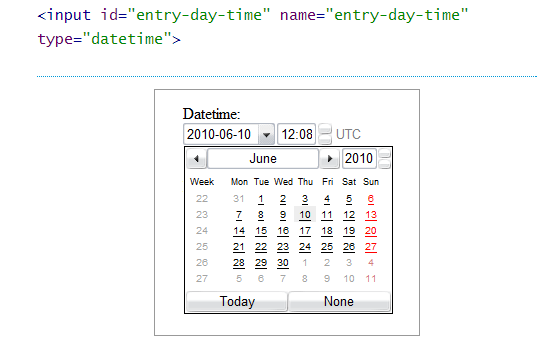 <input id="entry-day-time" name="entry-day-time"
type="datetime">
Datetime:
2010-06-10 12:08 UTC
June 2010
Week Mon Tue Wed Thu Fri Sat Sun
22 31 1 2 3 4 5 6
23 7 8 9 10 11 12 13
24 14 15 16 17 18 19 20
25 21 22 23 24 25 26 27
26 28 29 30 1 2 3 4
27 5 6 7 8 9 10 11
Today None